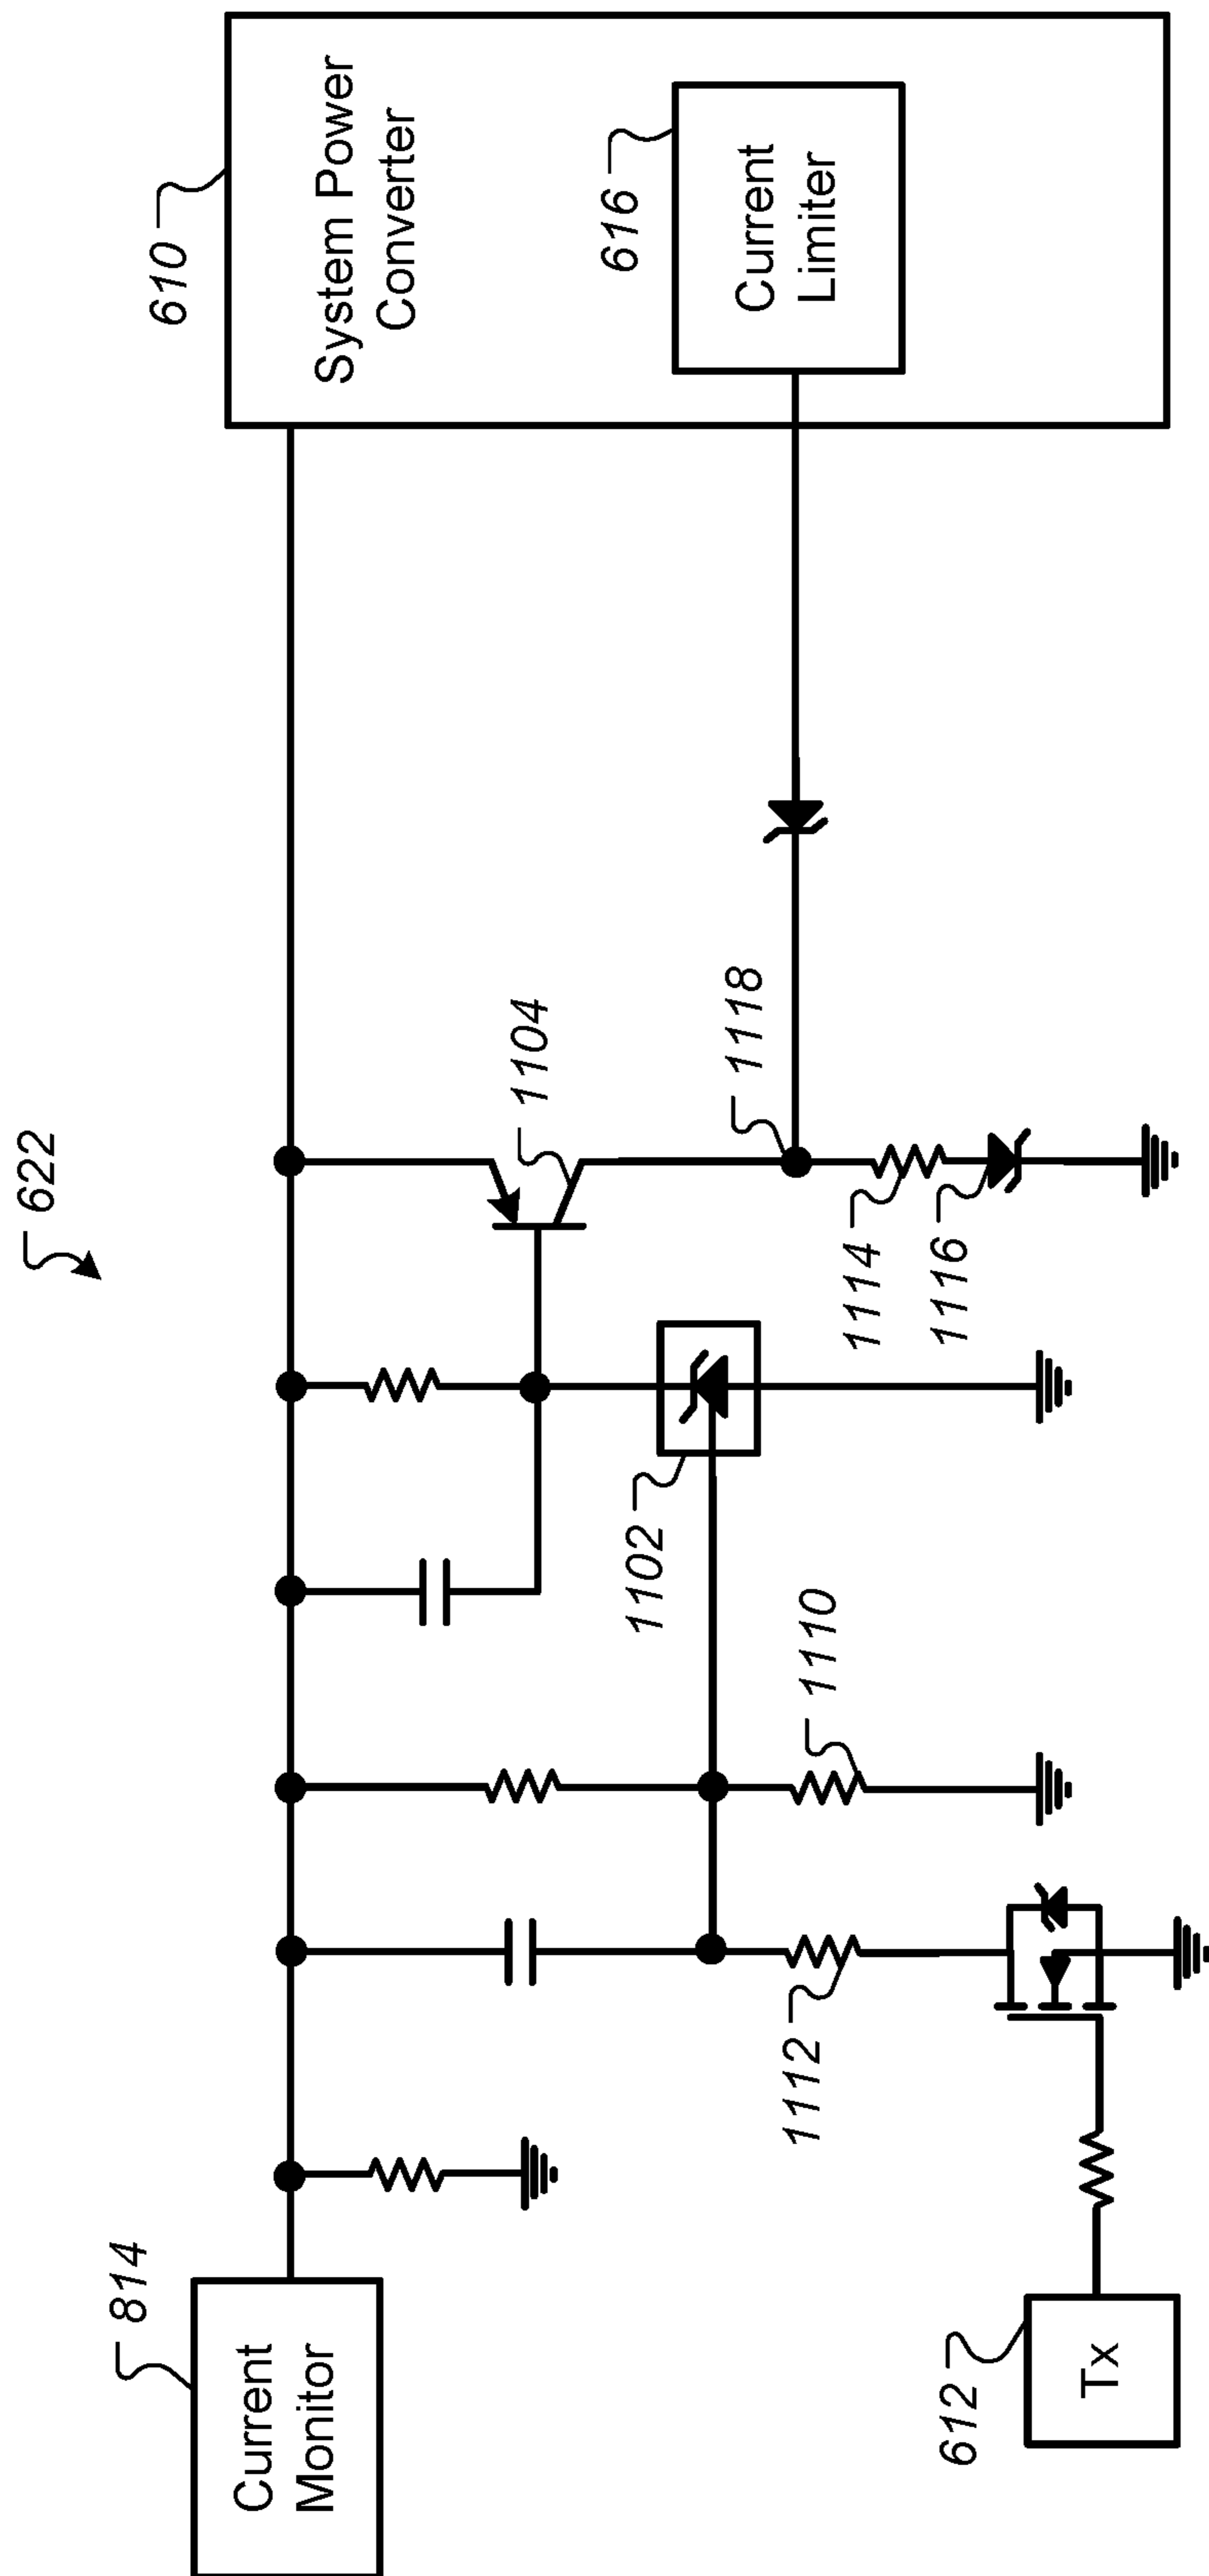 622
814
Current
Monitor
610
System Power
Converter
616
Current
Limiter
1104
1118
1102
1110
1114
1116
1112
612
Tx